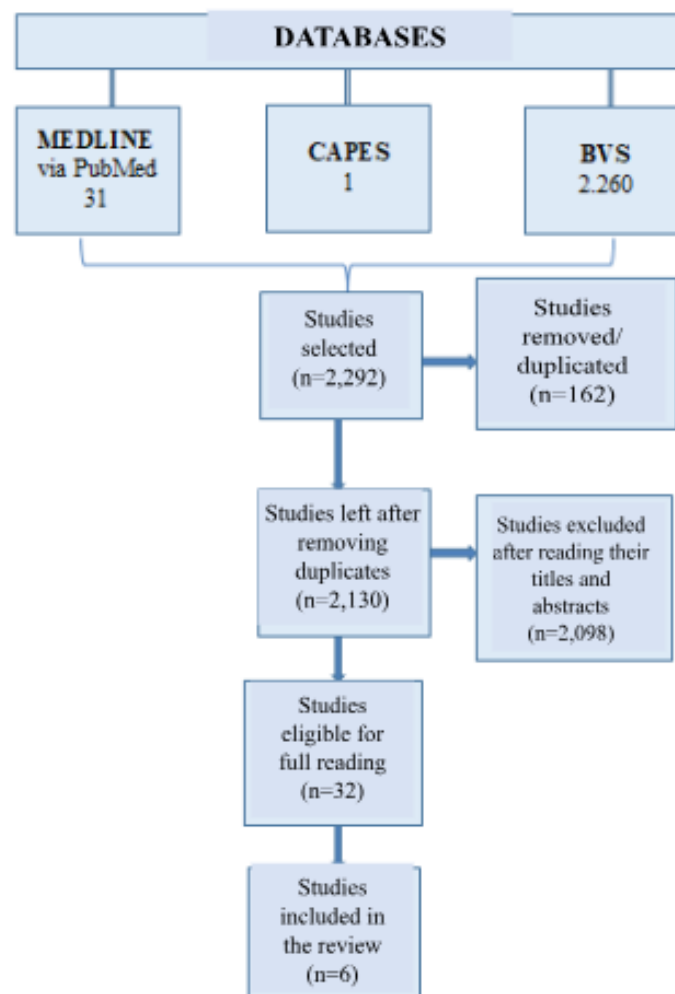 DATABASES
MEDLINE
via PubMed
31
CAPES
1
BVS
2.260
Studies
selected
(n=2,292)
Studies
removed/
duplicated
(n=162)
Studies left after
removing
duplicates
(n=2,130)
Studies excluded
after reading their
titles and
abstracts
(n=2,098)
Studies
eligible for
full reading
(n=32)
Studies
included in
the review
(n=6)